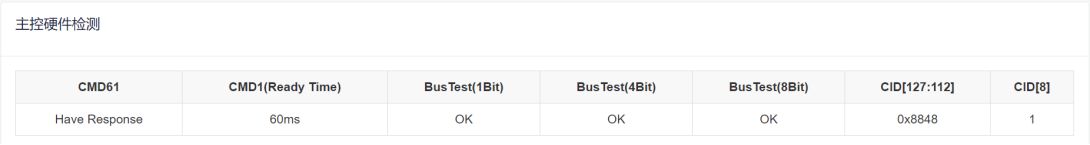 主控硬件检测
CMD61 CMD1(Ready Time) BusTest(1Bit) BusTest(4Bit) BusTest(8Bit) CID[127:112] CID[8]
Have Response 60ms OK OK OK 0x8848 1